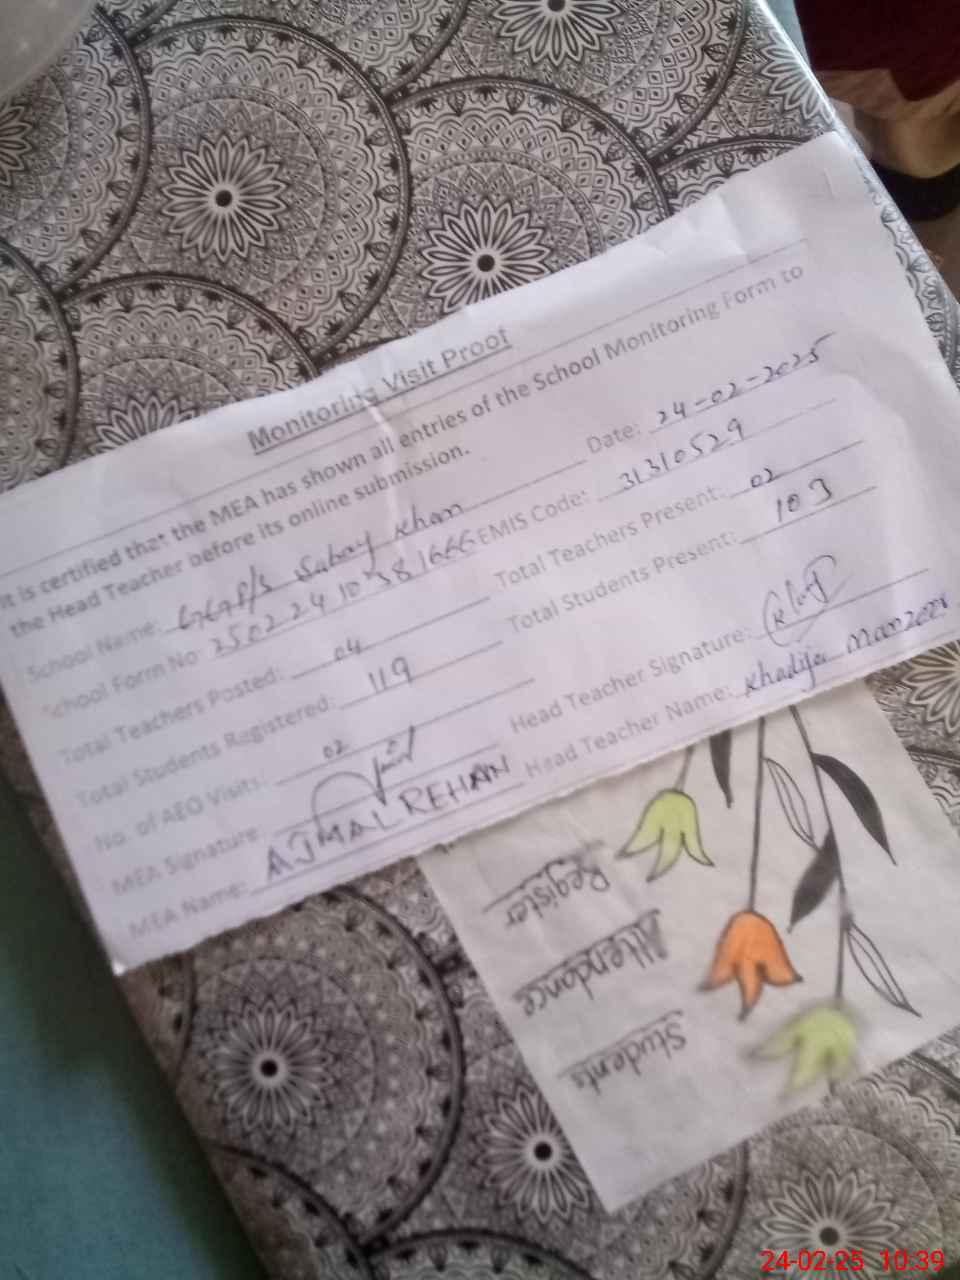 Monitoring Visit Proof
It is certified that the MEA has shown all entries of the School Monitoring Form to
the Head Teacher before its online submission.
School Name: Khan Date: 24-02-2025
School Form No: EMIS Code: 31310529
Total Teachers Posted: 04 Total Teachers Present: 02
Total Students Registered: 119 Total Students Present: 103
No. of AEO Visits: 02
MEA Signature: Head Teacher Signature:
MEA Name: AJMAL REHAN Head Teacher Name: Khadija
Students
Attendance
Register
24-02-25 10:39